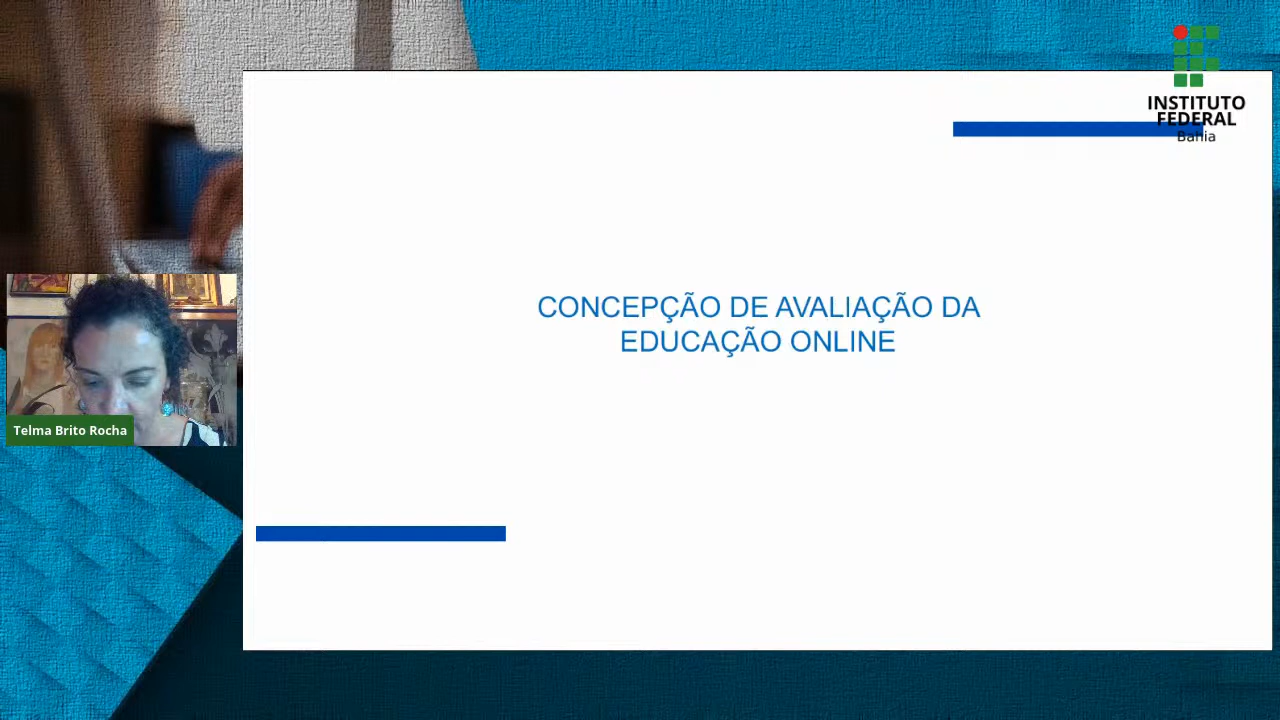 INSTITUTO
FEDERAL
Bahia
CONCEPÇÃO DE AVALIAÇÃO DA
EDUCAÇÃO ONLINE
Telma Brito Rocha